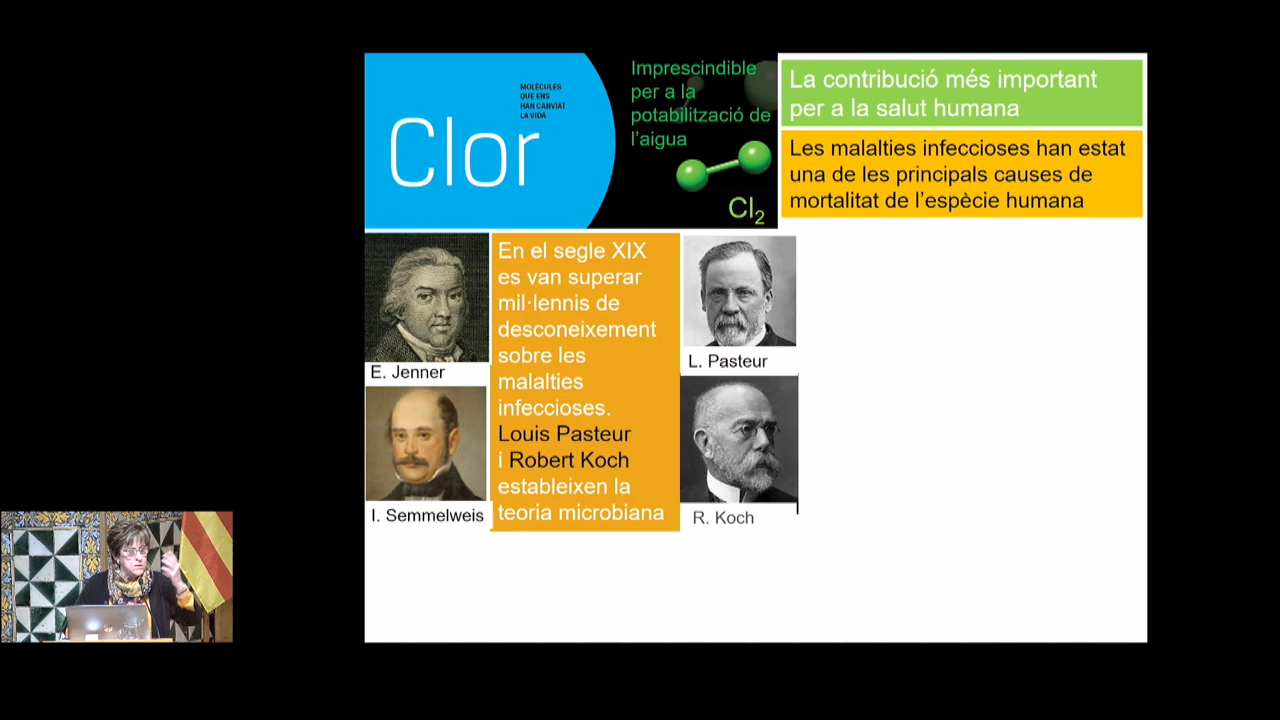 MOLÈCULES
QUE ENS
HAN CANVIAT
LA VIDA
Clor
Imprescindible
per a la
potabilització de
l’aigua
Cl₂
La contribució més important
per a la salut humana
Les malalties infeccioses han estat
una de les principals causes de
mortalitat de l’espècie humana
E. Jenner
I. Semmelweis
En el segle XIX
es van superar
mil·lennis de
desconeixement
sobre les
malalties
infeccioses.
Louis Pasteur
i Robert Koch
estableixen la
teoria microbiana
L. Pasteur
R. Koch